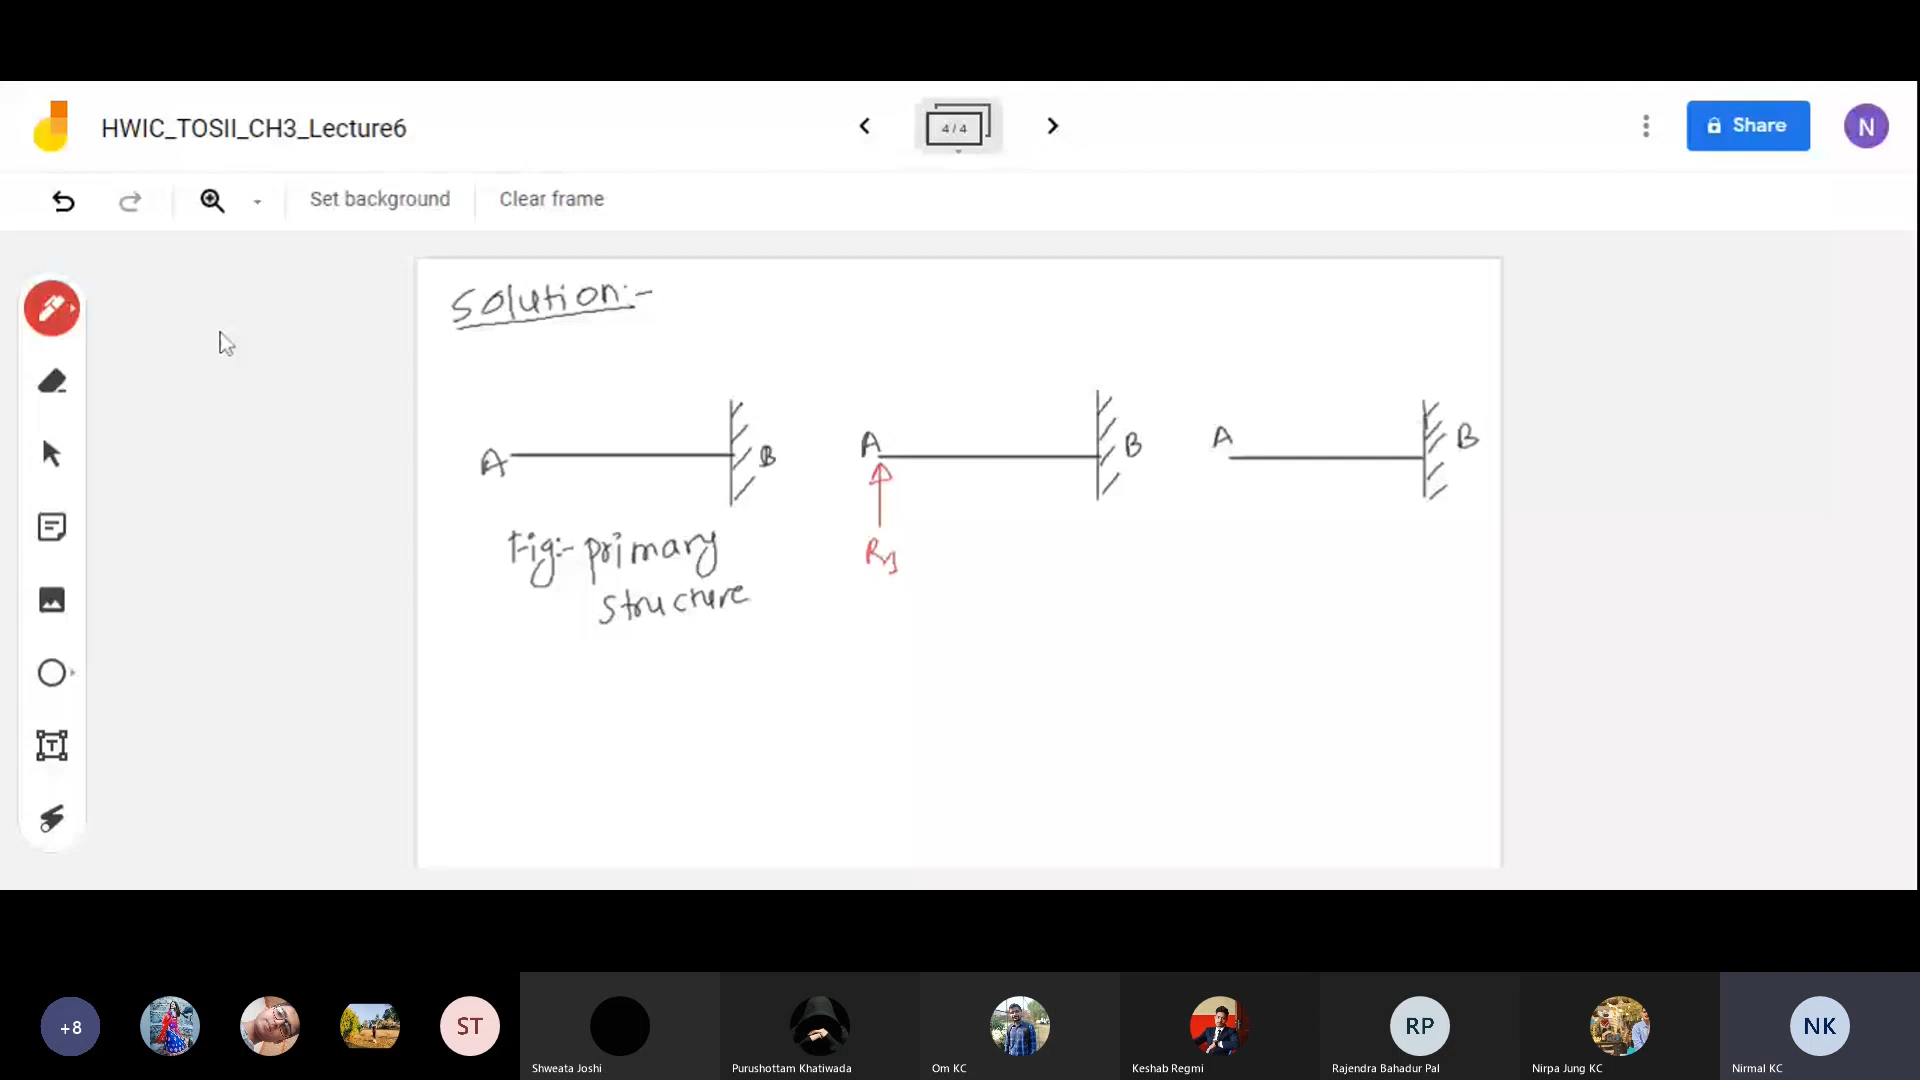 HWIC_TOSII_CH3_Lecture6
4/4
Share
N
Set background
Clear frame
Solution:-
A
B
A
B
A
B
Fig:- primary
structure
+8
ST
RP
NK
Shweata Joshi
Purushottam Khatiwada
Om KC
Keshab Regmi
Rajendra Bahadur Pal
Nirpa Jung KC
Nirmal KC